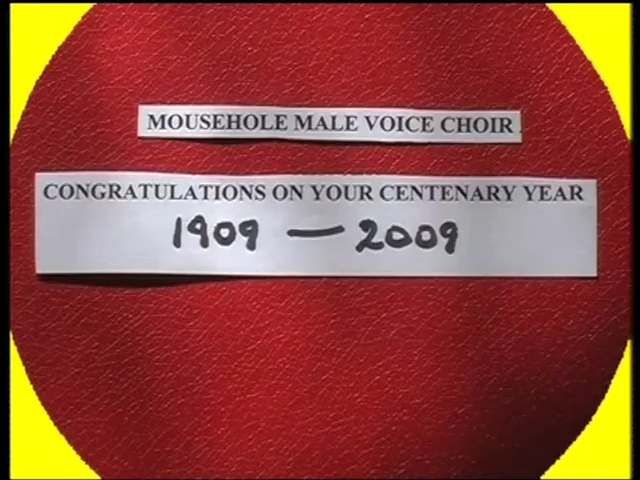 MOUSEHOLE MALE VOICE CHOIR
CONGRATULATIONS ON YOUR CENTENARY YEAR
1909 — 2009